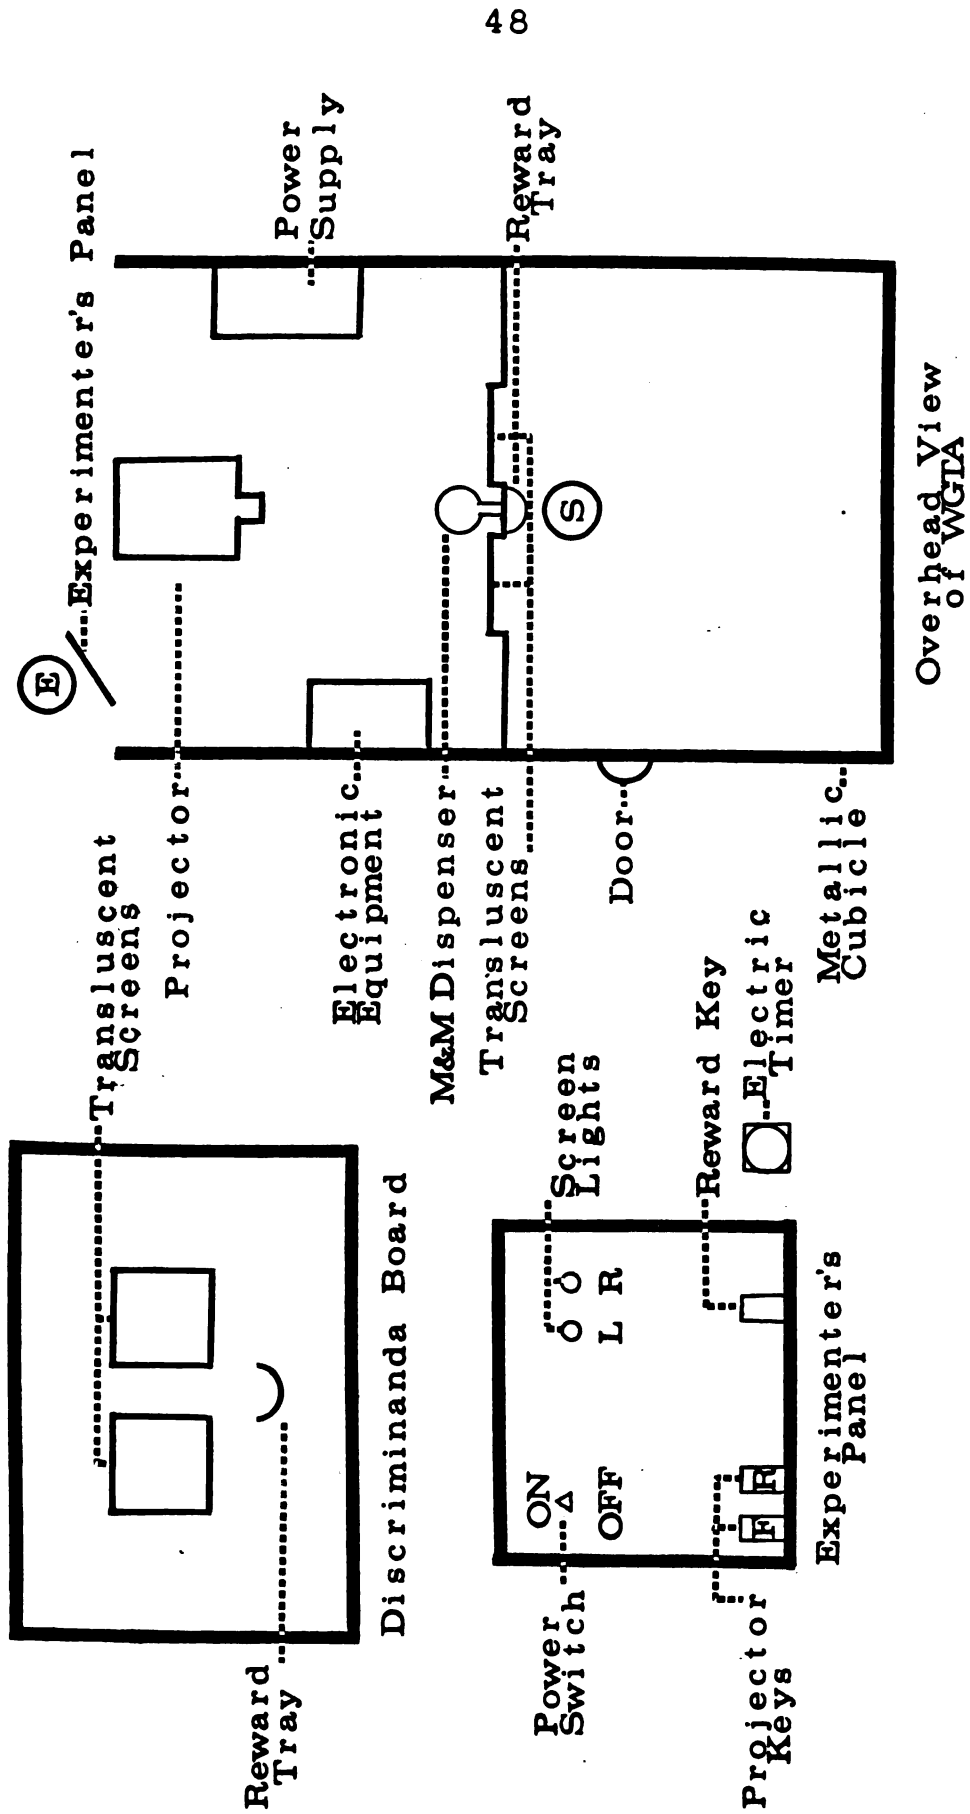 48
Transluscent
Screens
Reward
Tray
Discriminanda Board
Power
Switch
ON
OFF
Screen
Lights
L R
Projector
Keys
F R
Reward Key
Electric
Timer
Experimenter's
Panel
E
Experimenter's Panel
Projector
Power
Supply
Electronic
Equipment
M&M Dispenser
Transluscent
Screens
Reward
Tray
S
Door
Metallic
Cubicle
Overhead View
of WGTA